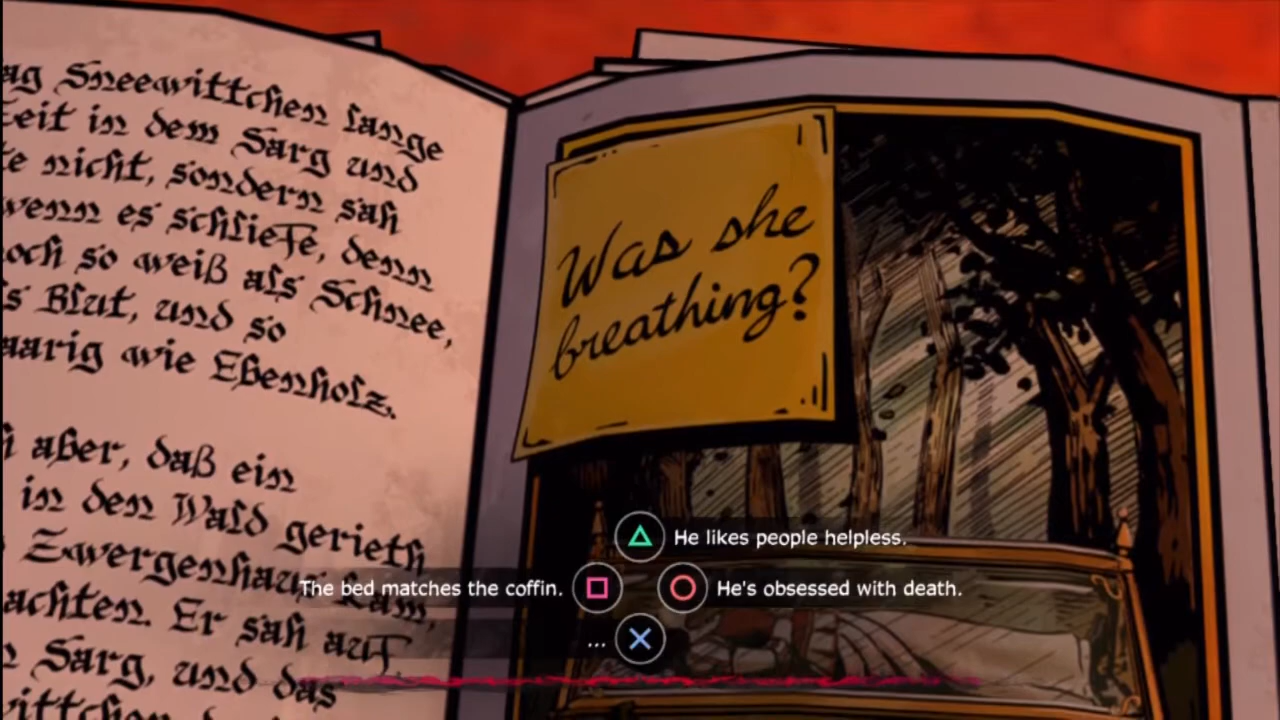 ag Sneewittchen lange
Zeit in dem Sarg und
te nicht, sondern sah
wenn es schliefe, denn
och so weiß als Schnee,
s Blut, und so
aarig wie Ebenholz.
h aber, daß ein
in den Wald gerieth
Zwergenhaus kam,
achten. Er sah auf
Sarg, und das
Was she
breathing?
He likes people helpless.
The bed matches the coffin.
He's obsessed with death.
...